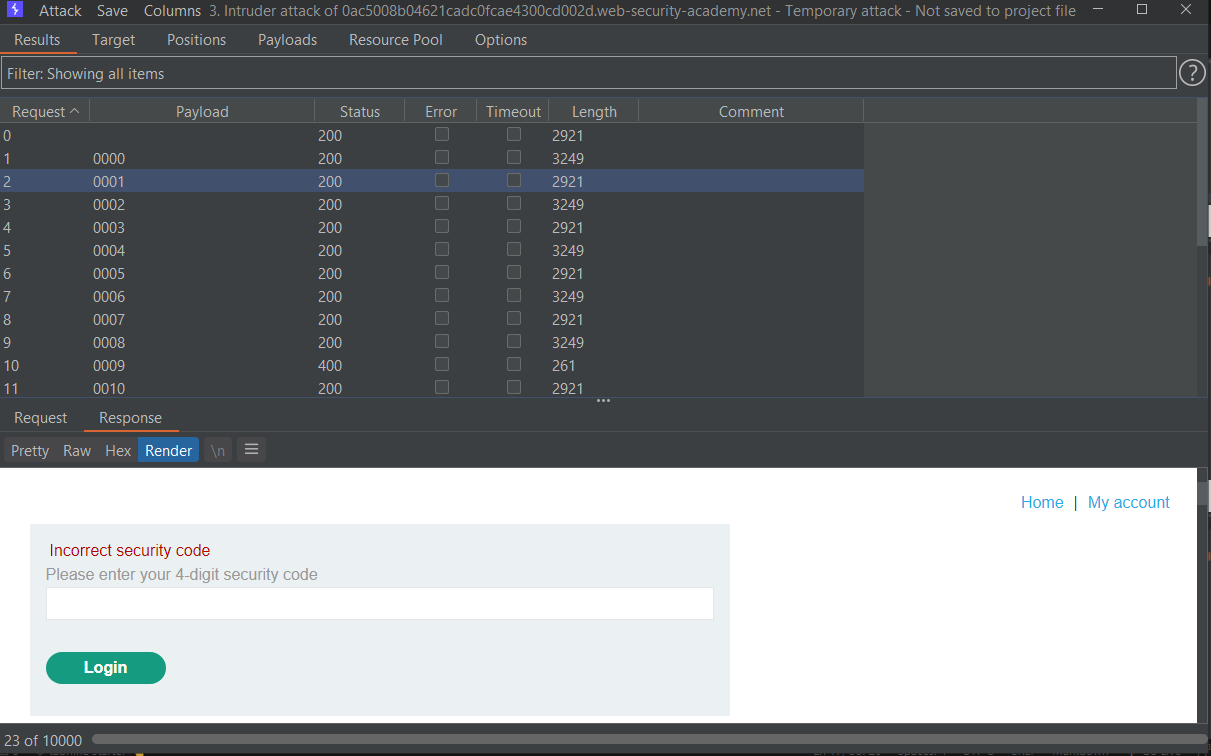 Attack Save Columns 3. Intruder attack of 0ac5008b04621cadc0fcae4300cd002d.web-security-academy.net - Temporary attack - Not saved to project file
Results Target Positions Payloads Resource Pool Options
Filter: Showing all items
?
Request Payload Status Error Timeout Length Comment
0 200 2921
1 0000 200 3249
2 0001 200 2921
3 0002 200 3249
4 0003 200 2921
5 0004 200 3249
6 0005 200 2921
7 0006 200 3249
8 0007 200 2921
9 0008 200 3249
10 0009 400 261
11 0010 200 2921
Request Response
Pretty Raw Hex Render \n
Home | My account
Incorrect security code
Please enter your 4-digit security code
Login
23 of 10000